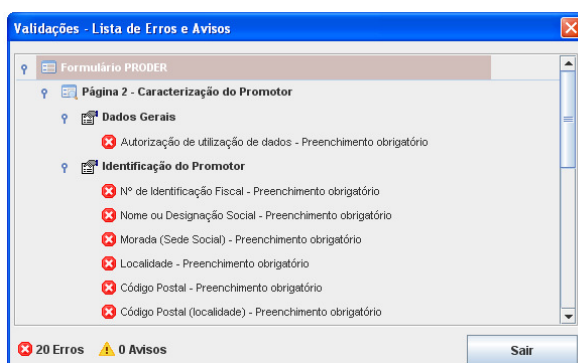 Validações - Lista de Erros e Avisos
Formulário PRODER
Página 2 - Caracterização do Promotor
Dados Gerais
Autorização de utilização de dados - Preenchimento obrigatório
Identificação do Promotor
Nº de Identificação Fiscal - Preenchimento obrigatório
Nome ou Designação Social - Preenchimento obrigatório
Morada (Sede Social) - Preenchimento obrigatório
Localidade - Preenchimento obrigatório
Código Postal - Preenchimento obrigatório
Código Postal (localidade) - Preenchimento obrigatório
20 Erros 0 Avisos Sair